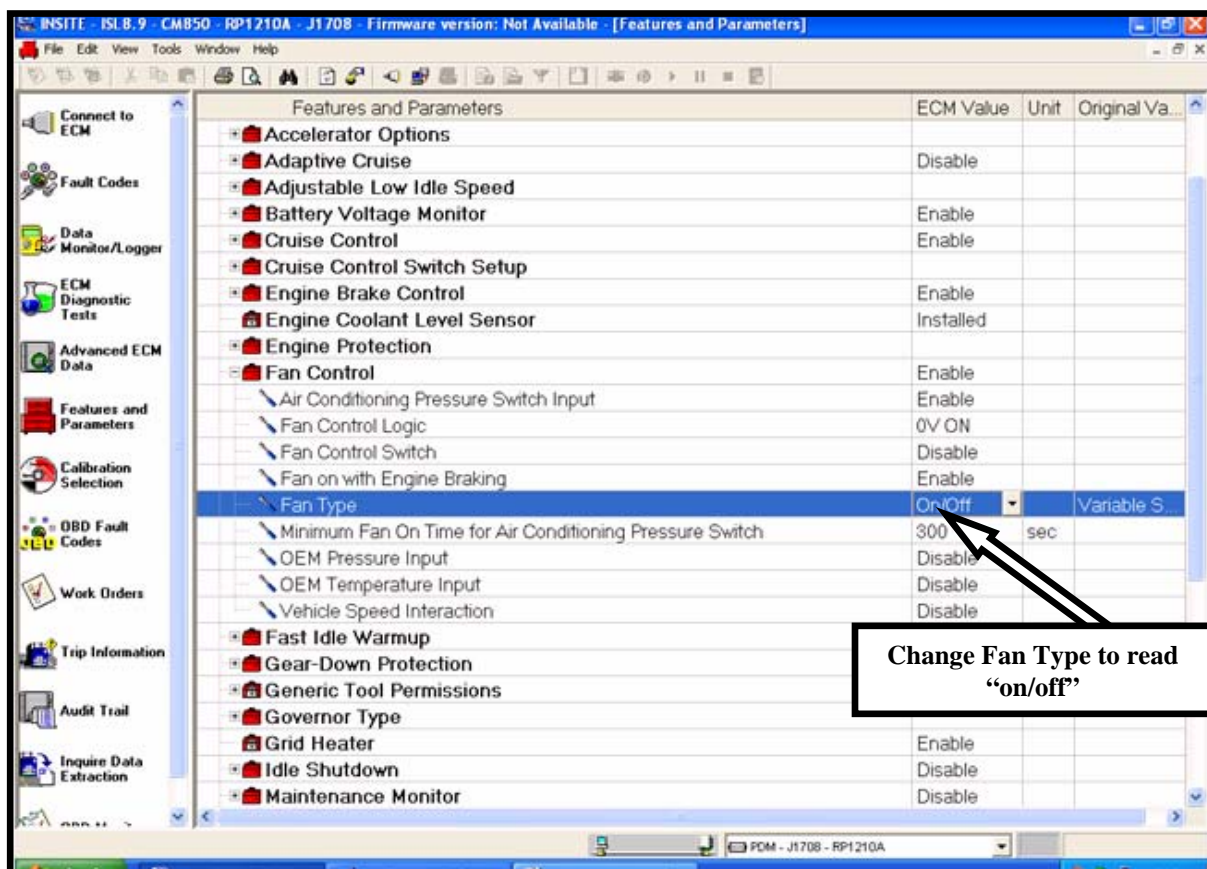 INSITE - ISL8.9 - CM850 - RP1210A - J1708 - Firmware version: Not Available - [Features and Parameters]
File Edit View Tools Window Help
Connect to
ECM
Fault Codes
Data
Monitor/Logger
ECM
Diagnostic
Tests
Advanced ECM
Data
Features and
Parameters
Calibration
Selection
OBD Fault
Codes
Work Orders
Trip Information
Audit Trail
Inquire Data
Extraction
Features and Parameters ECM Value Unit Original Va...
Accelerator Options
Adaptive Cruise Disable
Adjustable Low Idle Speed
Battery Voltage Monitor Enable
Cruise Control Enable
Cruise Control Switch Setup
Engine Brake Control Enable
Engine Coolant Level Sensor Installed
Engine Protection
Fan Control Enable
Air Conditioning Pressure Switch Input Enable
Fan Control Logic 0V ON
Fan Control Switch Disable
Fan on with Engine Braking Enable
Fan Type On/Off Variable S...
Minimum Fan On Time for Air Conditioning Pressure Switch 300 sec
OEM Pressure Input Disable
OEM Temperature Input Disable
Vehicle Speed Interaction Disable
Fast Idle Warmup
Gear-Down Protection
Generic Tool Permissions
Governor Type
Grid Heater Enable
Idle Shutdown Disable
Maintenance Monitor Disable
Change Fan Type to read
“on/off”
PDM - J1708 - RP1210A